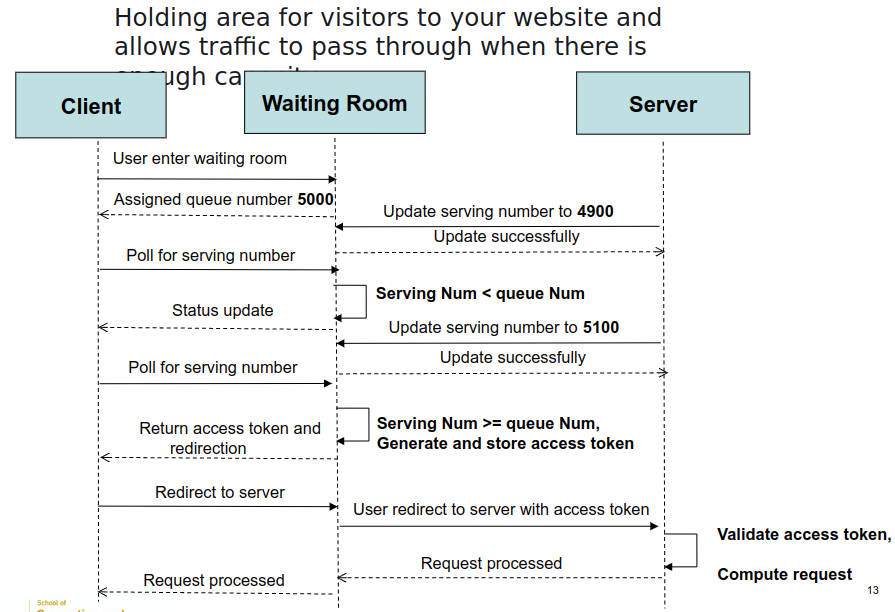 Holding area for visitors to your website and
allows traffic to pass through when there is
Client
Waiting Room
Server
User enter waiting room
Assigned queue number 5000
Update serving number to 4900
Update successfully
Poll for serving number
Serving Num < queue Num
Status update
Update serving number to 5100
Update successfully
Poll for serving number
Serving Num >= queue Num,
Generate and store access token
Return access token and
redirection
Redirect to server
User redirect to server with access token
Validate access token,
Compute request
Request processed
Request processed
13
School of